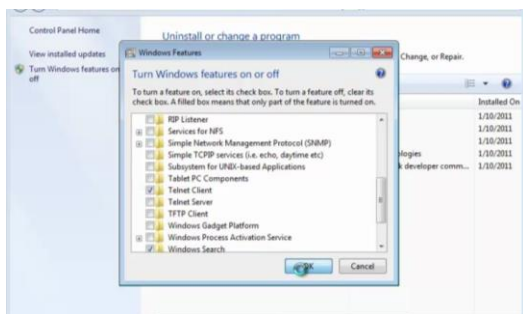 Control Panel Home
View installed updates
Turn Windows features on
off
Uninstall or change a program
Change, or Repair.
Installed On
1/10/2011
1/10/2011
1/10/2011
ologies 1/10/2011
k developer comm... 1/10/2011
Windows Features
Turn Windows features on or off
To turn a feature on, select its check box. To turn a feature off, clear its
check box. A filled box means that only part of the feature is turned on.
RIP Listener
Services for NFS
Simple Network Management Protocol (SNMP)
Simple TCPIP services (i.e. echo, daytime etc)
Subsystem for UNIX-based Applications
Tablet PC Components
Telnet Client
Telnet Server
TFTP Client
Windows Gadget Platform
Windows Process Activation Service
Windows Search
OK
Cancel